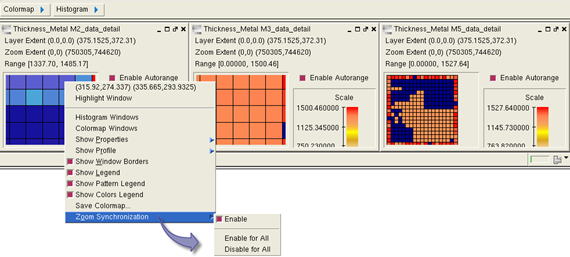 Colormap
Histogram
Thickness_Metal M2_data_detail
Layer Extent (0.0,0.0) (375.1525,372.31)
Zoom Extent (0,0) (750305,744620)
Range [1337.70, 1485.17]
Enable Autorange
(315.92,274.337) (335.665,293.9325)
Highlight Window
Histogram Windows
Colormap Windows
Show Properties
Show Profile
Show Window Borders
Show Legend
Show Pattern Legend
Show Colors Legend
Save Colormap...
Zoom Synchronization
Enable
Enable for All
Disable for All
Thickness_Metal M3_data_detail
Layer Extent (0.0,0.0) (375.1525,372.31)
Zoom Extent (0,0) (750305,744620)
Range [0.00000, 1500.46]
Enable Autorange
Scale
1500.460000
1125.345000
750.230000
Thickness_Metal M5_data_detail
Layer Extent (0.0,0.0) (375.1525,372.31)
Zoom Extent (0,0) (750305,744620)
Range [0.00000, 1527.64]
Enable Autorange
Scale
1527.640000
1145.730000
763.820000